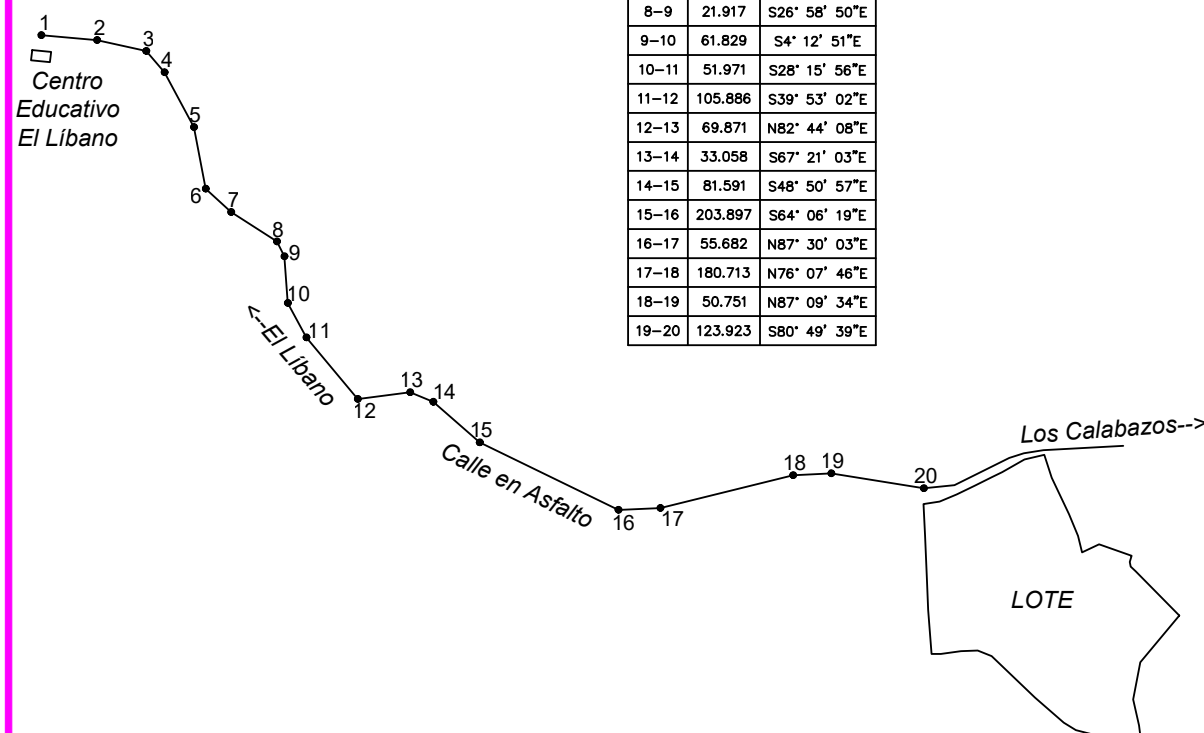 8–9 21.917 S26° 58' 50"E
9–10 61.829 S4° 12' 51"E
10–11 51.971 S28° 15' 56"E
11–12 105.886 S39° 53' 02"E
12–13 69.871 N82° 44' 08"E
13–14 33.058 S67° 21' 03"E
14–15 81.591 S48° 50' 57"E
15–16 203.897 S64° 06' 19"E
16–17 55.682 N87° 30' 03"E
17–18 180.713 N76° 07' 46"E
18–19 50.751 N87° 09' 34"E
19–20 123.923 S80° 49' 39"E
1
2
3
4
Centro
Educativo
El Líbano
5
6
7
8
9
10
11
<--El Líbano
12
13
14
15
Calle en Asfalto
16
17
18
19
20
Los Calabazos-->
LOTE